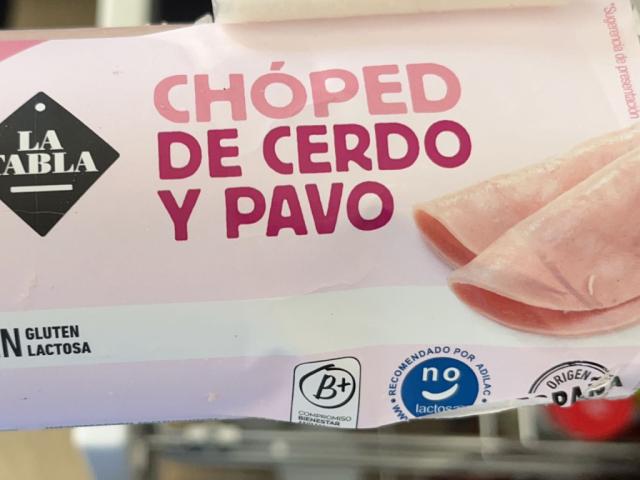 *Sugerencia de presentación
CHÓPED
DE CERDO
Y PAVO
LA
TABLA
GLUTEN
LACTOSA
B+
COMPROMISO
BIENESTAR
RECOMENDADO POR ADILAC
no
lactosa
ORIGEN
ESPAÑA